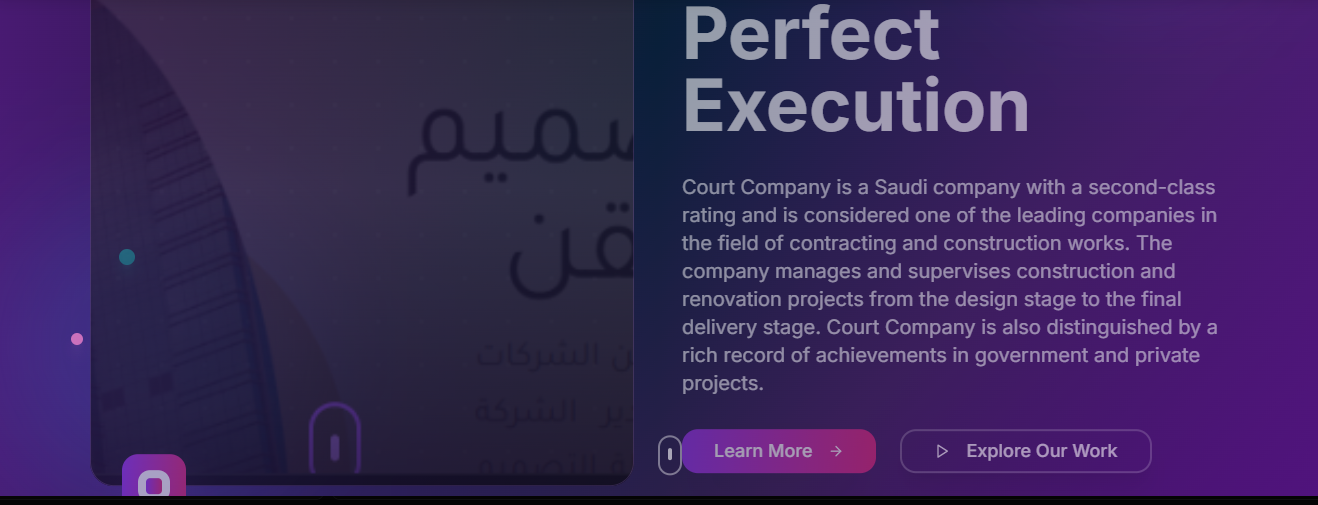 Perfect
Execution
Court Company is a Saudi company with a second-class
rating and is considered one of the leading companies in
the field of contracting and construction works. The
company manages and supervises construction and
renovation projects from the design stage to the final
delivery stage. Court Company is also distinguished by a
rich record of achievements in government and private
projects.
Learn More
Explore Our Work
الشركات
الشركة
التصميم